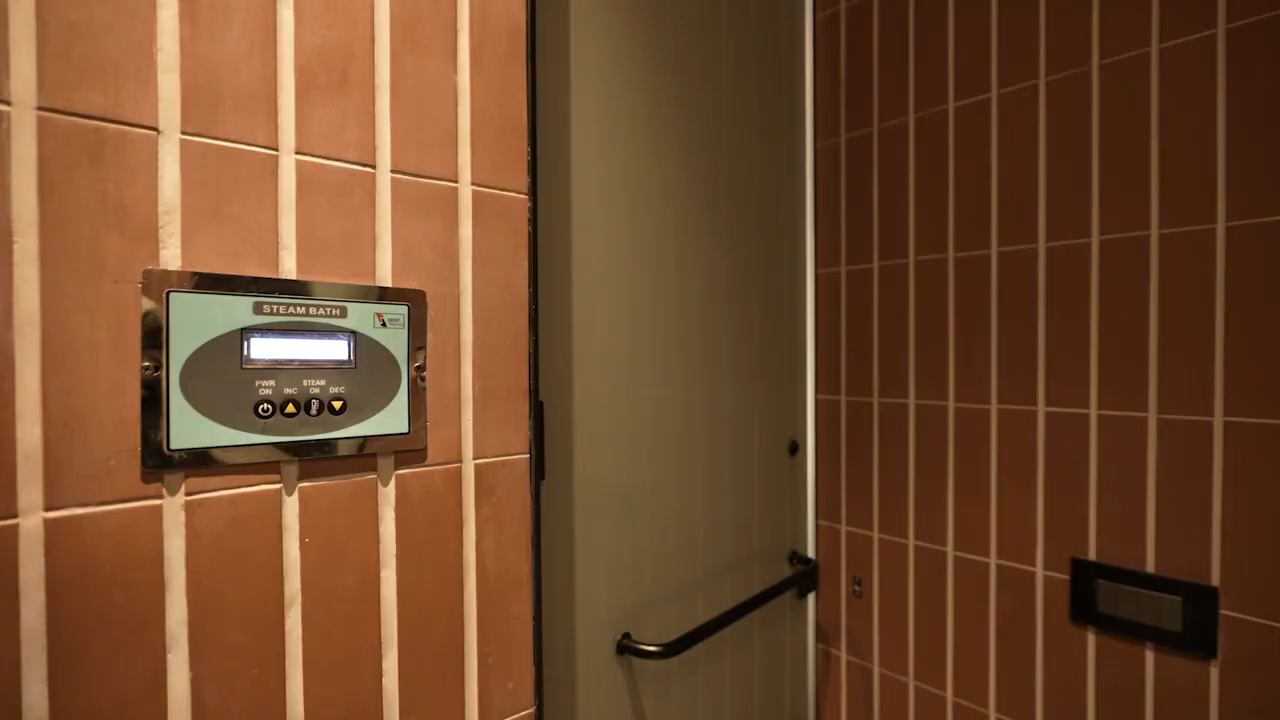 STEAM BATH
PWR ON
INC
STEAM ON
DEC